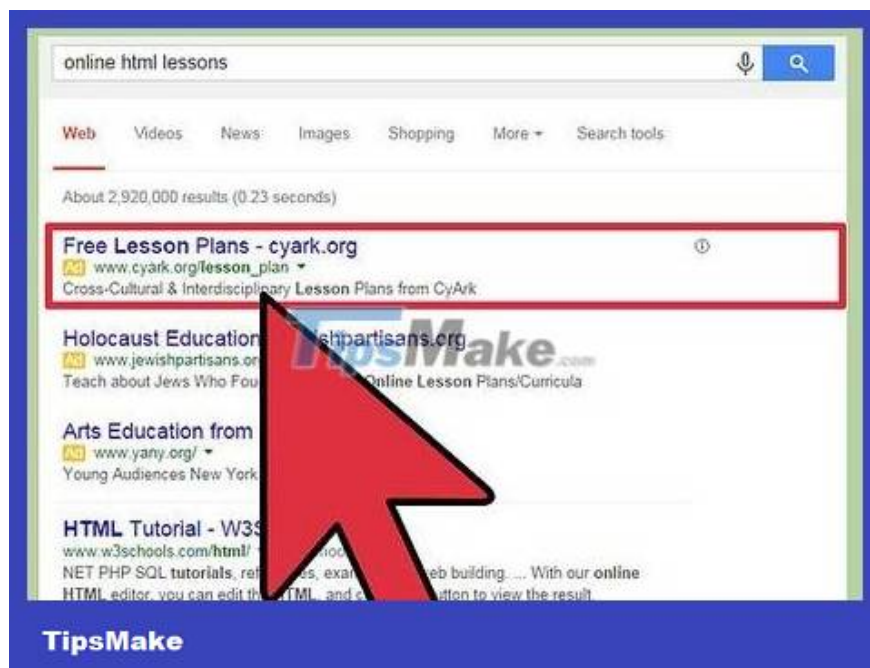 online html lessons
Web Videos News Images Shopping More Search tools
About 2,920,000 results (0.23 seconds)
Free Lesson Plans - cyark.org
Ad www.cyark.org/lesson_plan
Cross-Cultural & Interdisciplinary Lesson Plans from CyArk
Holocaust Education shpartisans.org
Ad www.jewishpartisans.or
TipsMake.com
Teach about Jews Who Fou Online Lesson Plans/Curricula
Arts Education from
Ad www.yany.org/
Young Audiences New York
HTML Tutorial - W3S
www.w3schools.com/html/
NET PHP SQL tutorials, ref es, exa eb building. ... With our online
HTML editor, you can edit th TML, and c utton to view the result.
TipsMake